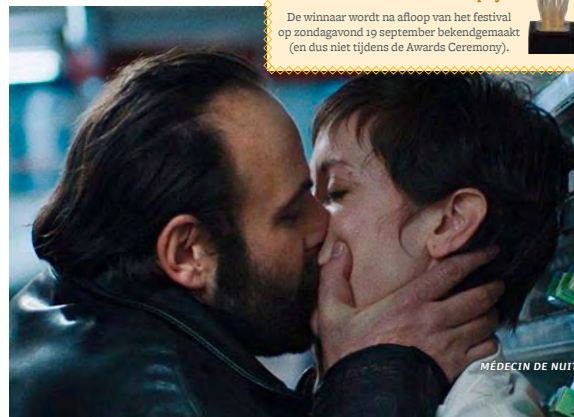 De winnaar wordt na afloop van het festival
op zondagavond 19 september bekendgemaakt
(en dus niet tijdens de Awards Ceremony).
MÉDECIN DE NUIT